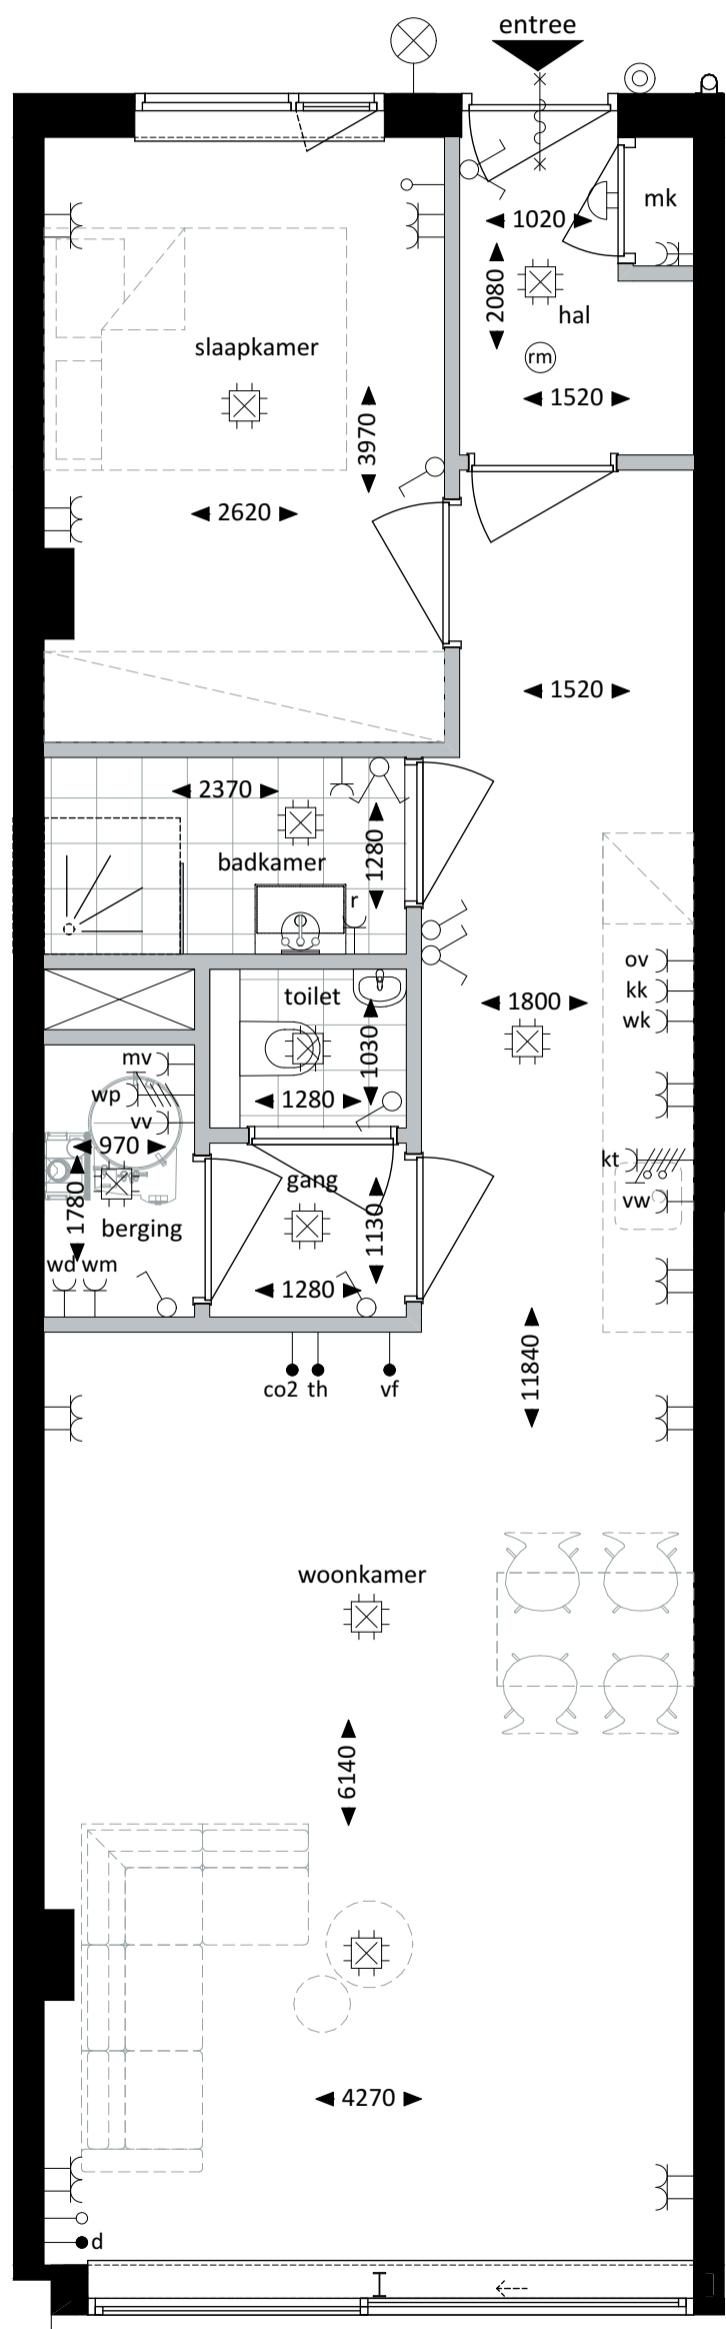 entree
mk
1020
2080
hal
rm
1520
slaapkamer
3970
2620
1520
2370
1280
badkamer
r
ov
kk
wk
toilet
1800
1030
1280
mv
wp
vv
970
1780
berging
wd wm
gang
1130
1280
kt
vw
11840
co2 th vf
woonkamer
6140
4270
d